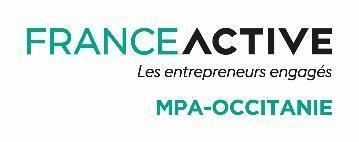 FRANCEACTIVE
Les entrepreneurs engagés
MPA-OCCITANIE